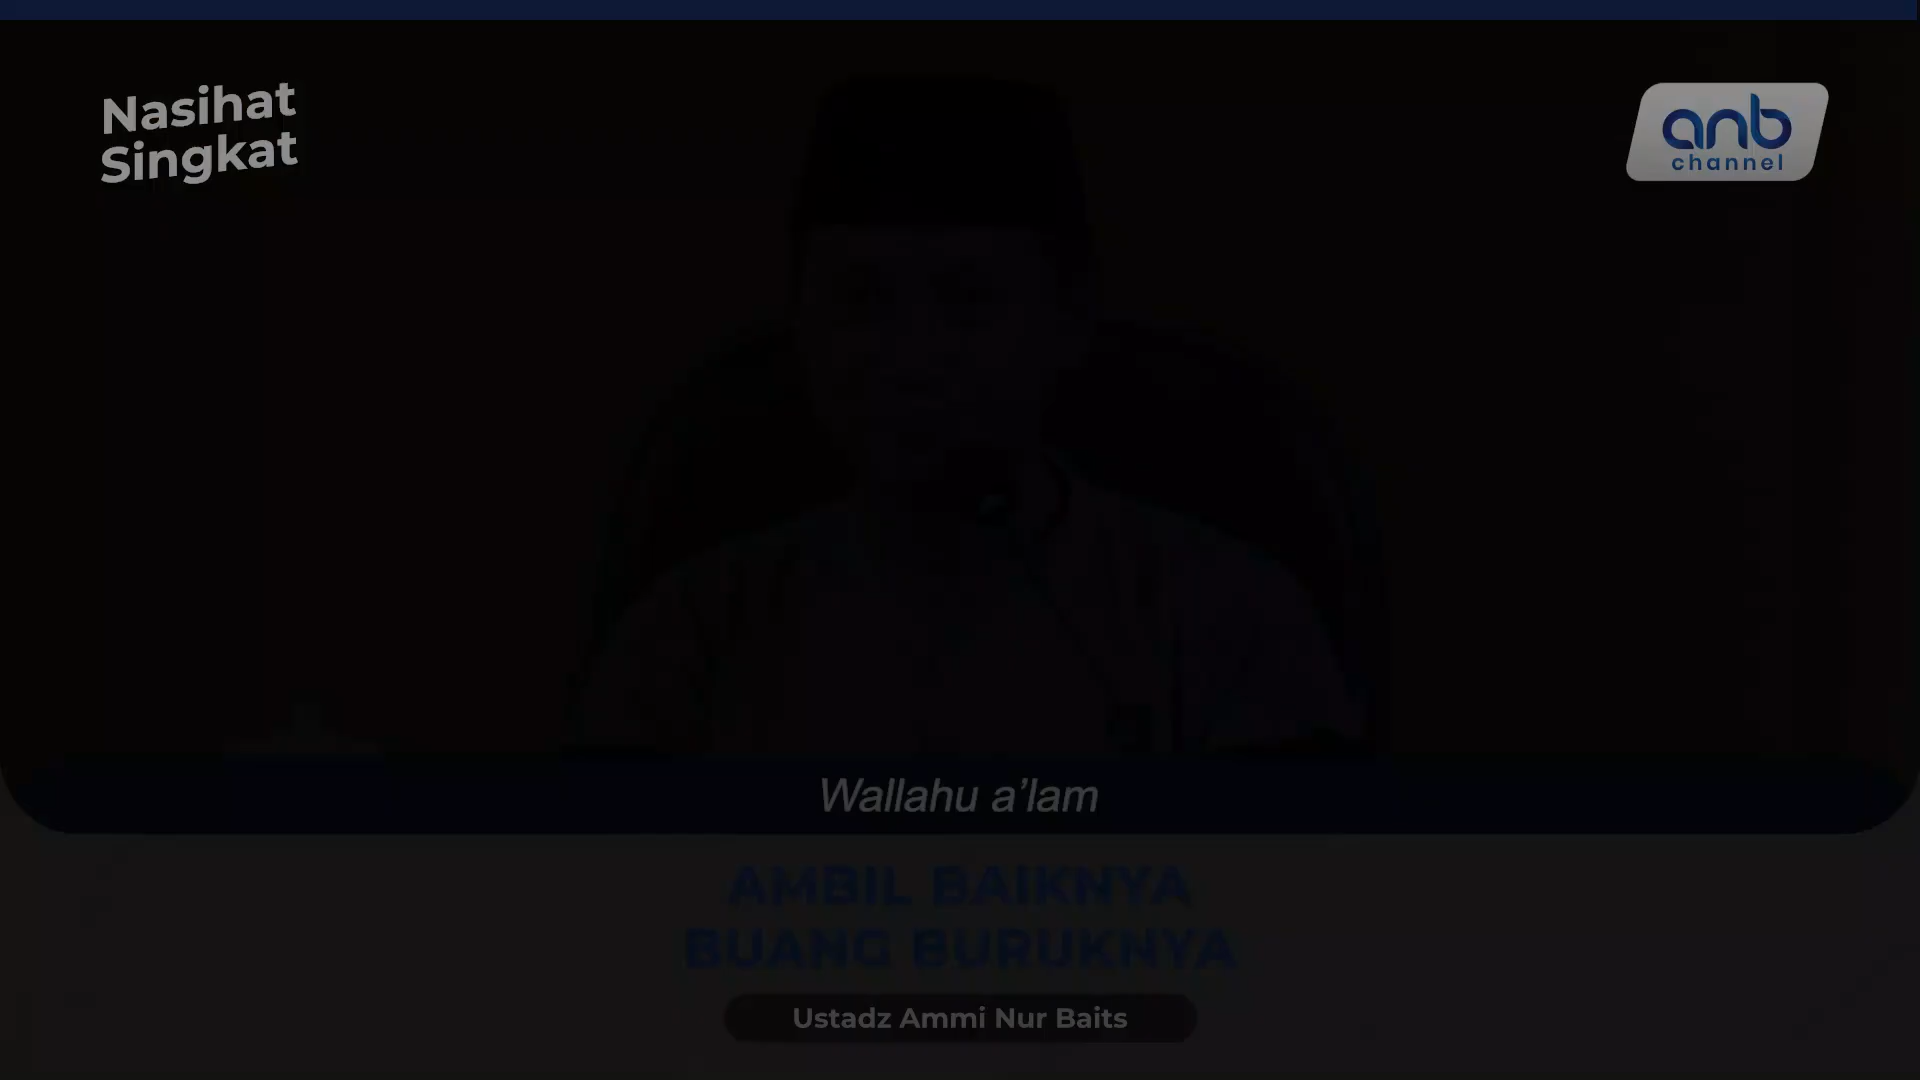 Nasihat
Singkat
anb
channel
Wallahu a’lam
AMBIL BAIKNYA
BUANG BURUKNYA
Ustadz Ammi Nur Baits